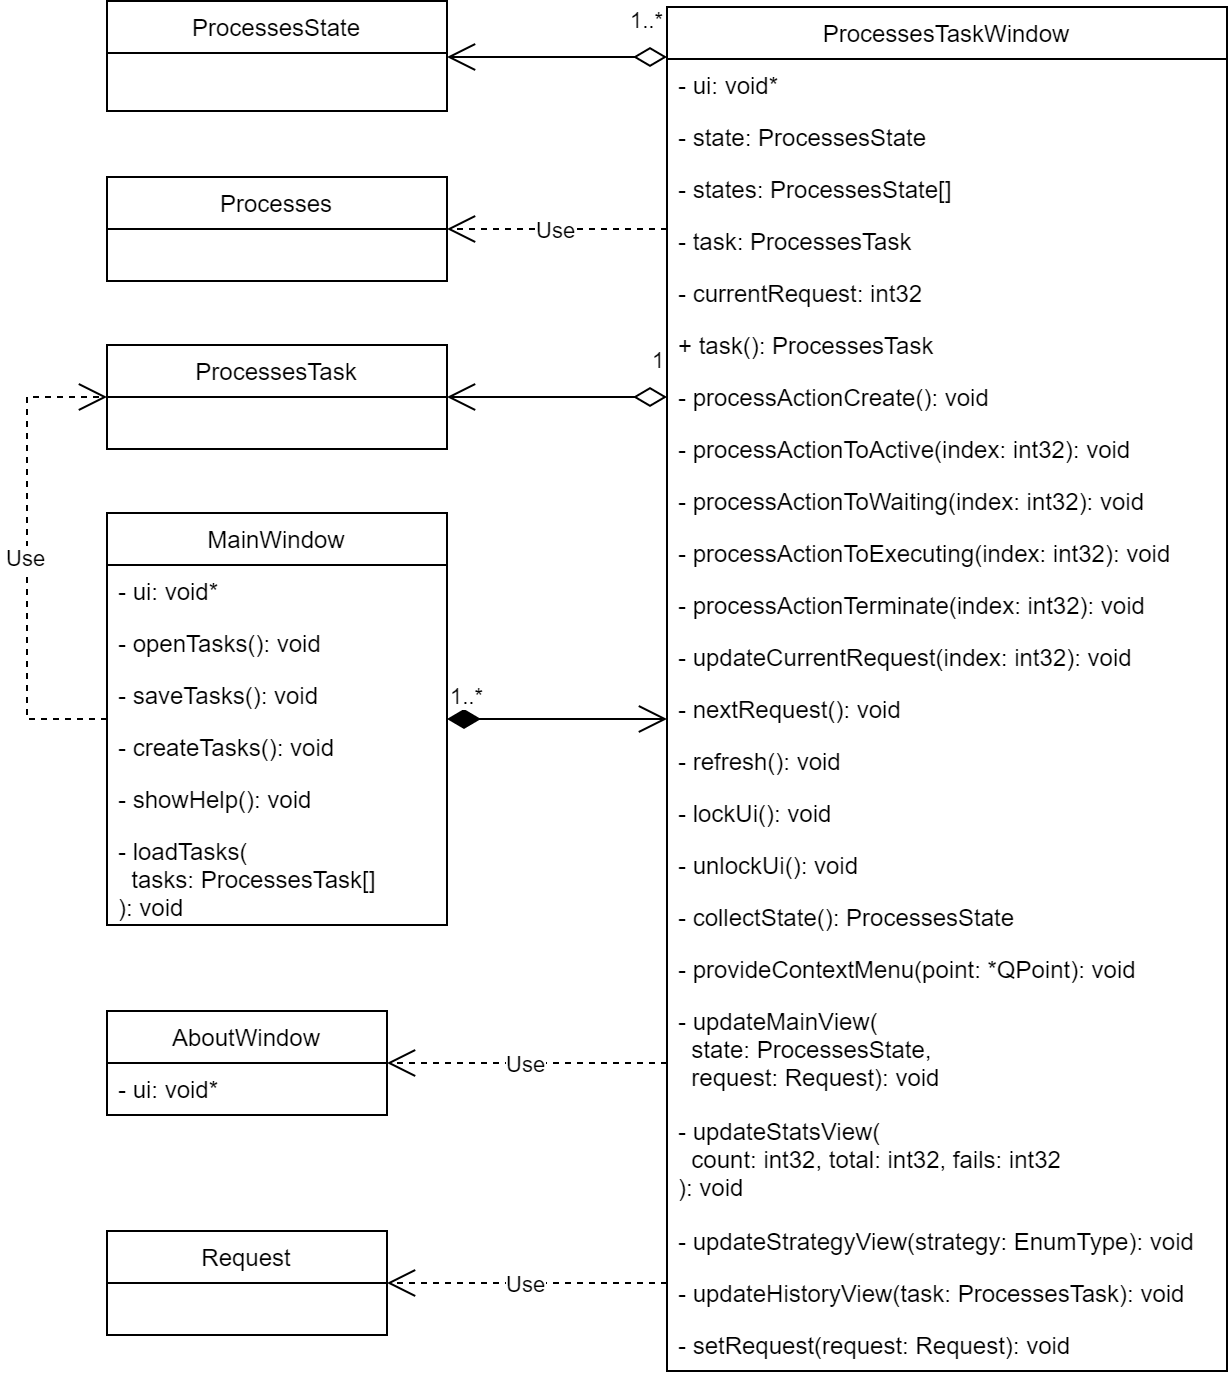 ProcessesState
1..*
Processes
Use
ProcessesTask
1
Use
MainWindow
- ui: void*
- openTasks(): void
- saveTasks(): void
- createTasks(): void
- showHelp(): void
- loadTasks(
tasks: ProcessesTask[]
): void
1..*
AboutWindow
- ui: void*
Use
Request
Use
ProcessesTaskWindow
- ui: void*
- state: ProcessesState
- states: ProcessesState[]
- task: ProcessesTask
- currentRequest: int32
+ task(): ProcessesTask
- processActionCreate(): void
- processActionToActive(index: int32): void
- processActionToWaiting(index: int32): void
- processActionToExecuting(index: int32): void
- processActionTerminate(index: int32): void
- updateCurrentRequest(index: int32): void
- nextRequest(): void
- refresh(): void
- lockUi(): void
- unlockUi(): void
- collectState(): ProcessesState
- provideContextMenu(point: *QPoint): void
- updateMainView(
state: ProcessesState,
request: Request): void
- updateStatsView(
count: int32, total: int32, fails: int32
): void
- updateStrategyView(strategy: EnumType): void
- updateHistoryView(task: ProcessesTask): void
- setRequest(request: Request): void